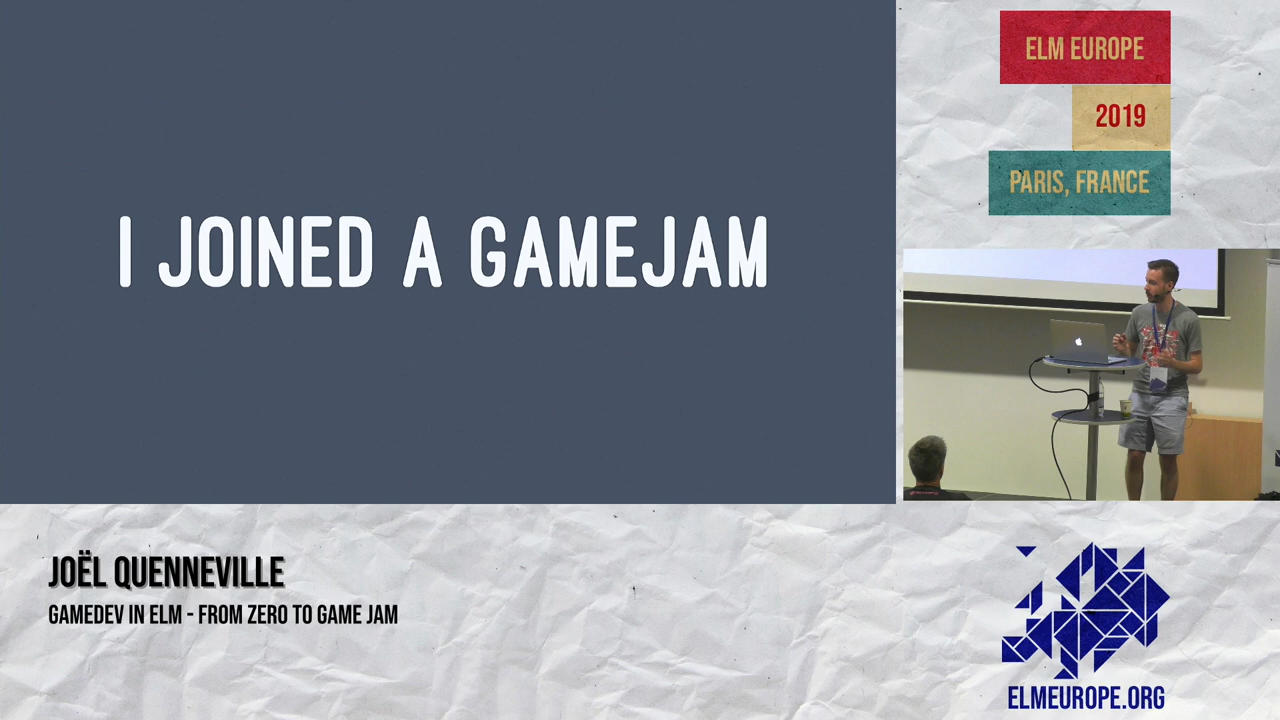 I JOINED A GAMEJAM
ELM EUROPE
2019
PARIS, FRANCE
JOËL QUENNEVILLE
GAMEDEV IN ELM - FROM ZERO TO GAME JAM
ELMEUROPE.ORG